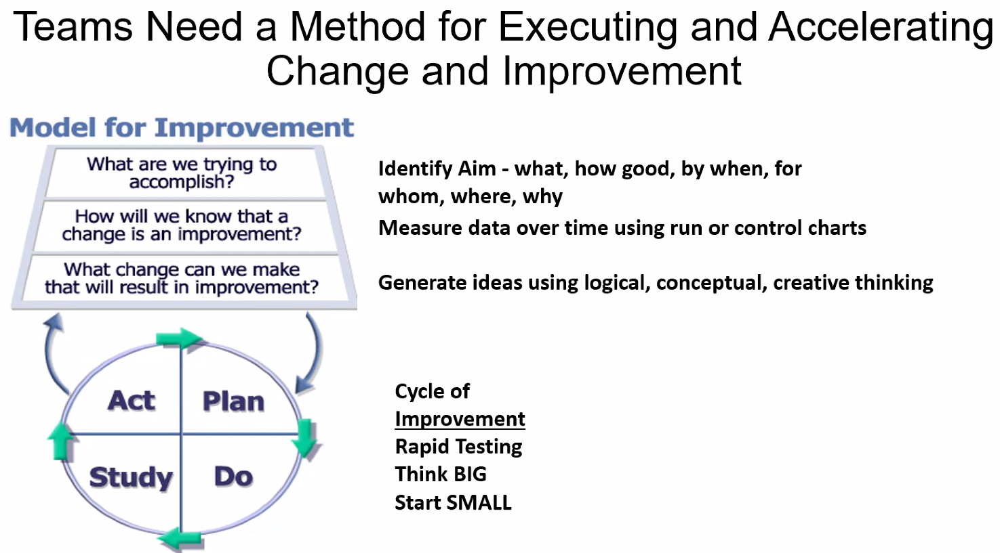 Teams Need a Method for Executing and Accelerating
Change and Improvement
Model for Improvement
What are we trying to
accomplish?
Identify Aim - what, how good, by when, for
whom, where, why
How will we know that a
change is an improvement?
Measure data over time using run or control charts
What change can we make
that will result in improvement?
Generate ideas using logical, conceptual, creative thinking
Act
Plan
Study
Do
Cycle of
Improvement
Rapid Testing
Think BIG
Start SMALL